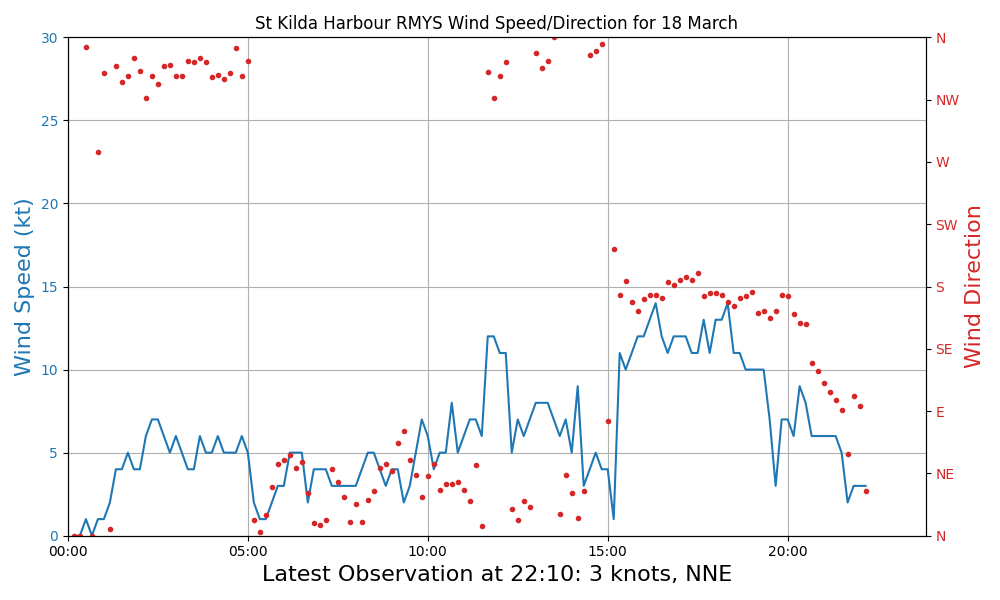 St Kilda Harbour RMYS Wind Speed/Direction for 18 March
30
25
20
15
10
5
0
Wind Speed (kt)
N
NW
W
SW
S
SE
E
NE
N
Wind Direction
00:00 05:00 10:00 15:00 20:00
Latest Observation at 22:10: 3 knots, NNE